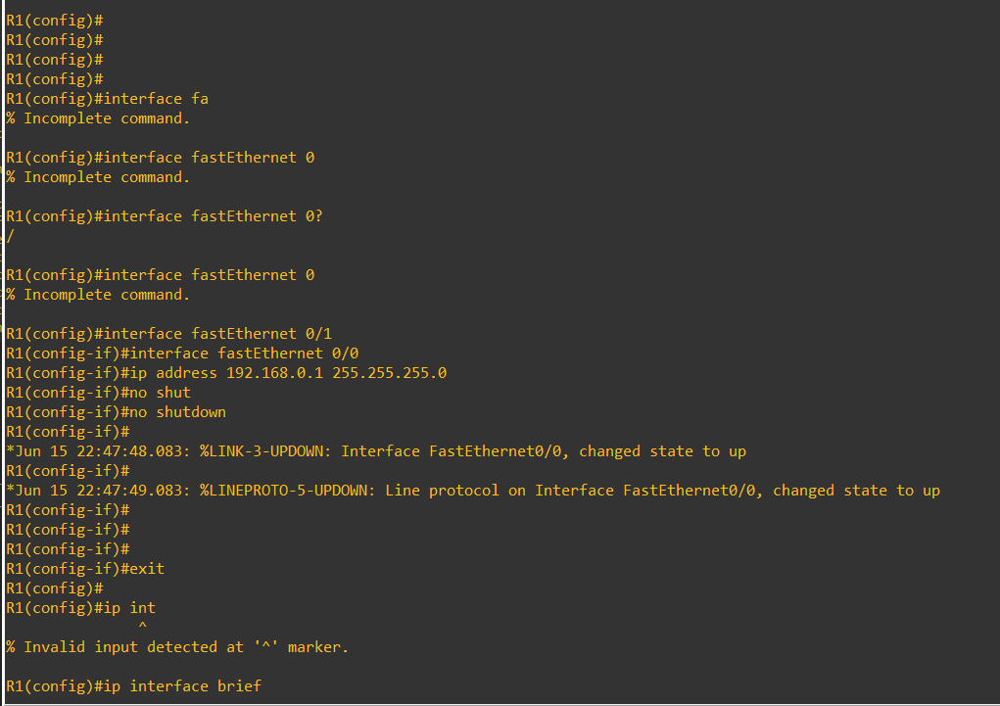 R1(config)#
R1(config)#
R1(config)#
R1(config)#
R1(config)#interface fa
% Incomplete command.
R1(config)#interface fastEthernet 0
% Incomplete command.
R1(config)#interface fastEthernet 0?
/
R1(config)#interface fastEthernet 0
% Incomplete command.
R1(config)#interface fastEthernet 0/1
R1(config-if)#interface fastEthernet 0/0
R1(config-if)#ip address 192.168.0.1 255.255.255.0
R1(config-if)#no shut
R1(config-if)#no shutdown
R1(config-if)#
*Jun 15 22:47:48.083: %LINK-3-UPDOWN: Interface FastEthernet0/0, changed state to up
R1(config-if)#
*Jun 15 22:47:49.083: %LINEPROTO-5-UPDOWN: Line protocol on Interface FastEthernet0/0, changed state to up
R1(config-if)#
R1(config-if)#
R1(config-if)#
R1(config-if)#exit
R1(config)#
R1(config)#ip int
^
% Invalid input detected at '^' marker.
R1(config)#ip interface brief